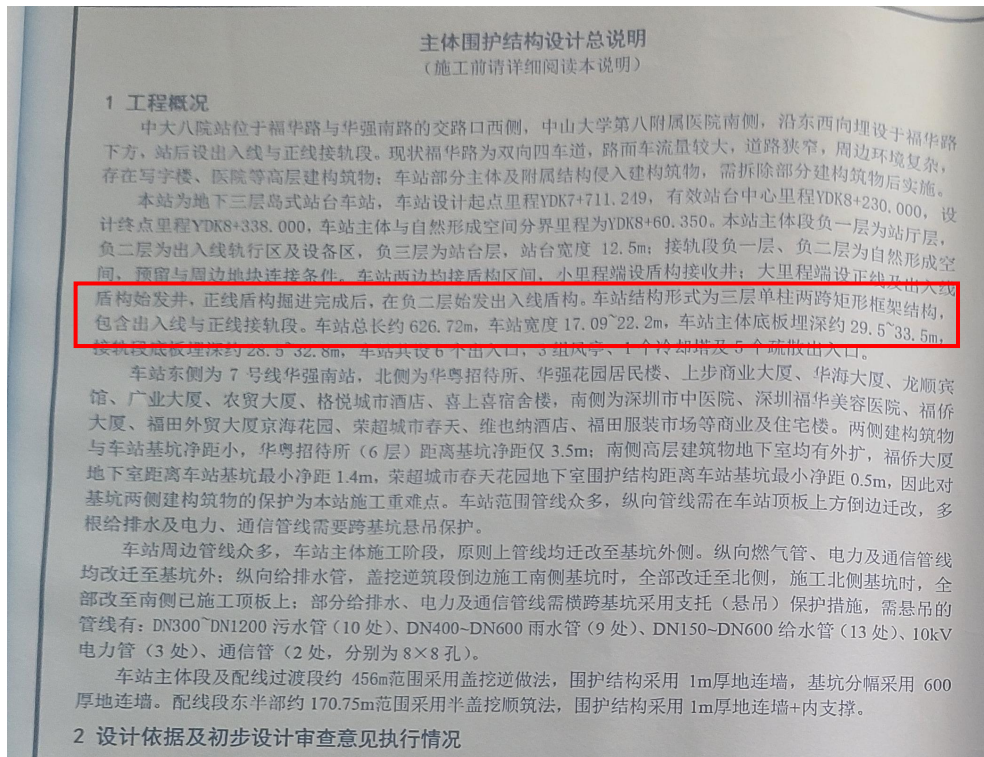 主体围护结构设计总说明
（施工前请详细阅读本说明）
1 工程概况
中大八院站位于福华路与华强南路的交路口西侧，中山大学第八附属医院南侧，沿东西向埋设于福华路
下方，站后设出入线与正线接轨段。现状福华路为双向四车道，路面车流量较大，道路狭窄，周边环境复杂，
存在写字楼、医院等高层建构筑物；车站部分主体及附属结构侵入建构筑物，需拆除部分建构筑物后实施。
本站为地下三层岛式站台车站，车站设计起点里程YDK7+711.249，有效站台中心里程YDK8+230.000，设
计终点里程YDK8+338.000，车站主体与自然形成空间分界里程为YDK8+60.350。本站主体段负一层为站厅层，
负二层为出入线轨行区及设备区，负三层为站台层，站台宽度 12.5m；接轨段负一层、负二层为自然形成空
间，预留与周边地块连接条件。车站两边均接盾构区间，小里程端设盾构接收井；大里程端设正线及出入线
盾构始发井，正线盾构掘进完成后，在负二层始发出入线盾构。车站结构形式为三层单柱两跨矩形框架结构，
包含出入线与正线接轨段。车站总长约 626.72m，车站宽度 17.09~22.2m，车站主体底板埋深约 29.5~33.5m，
接轨段底板埋深约 28.5~32.8m，车站共设 6 个出入口，3 组风亭、1 个冷却塔及 5 个疏散出入口。
车站东侧为 7 号线华强南站，北侧为华粤招待所、华强花园居民楼、上步商业大厦、华海大厦、龙顺宾
馆、广业大厦、农贸大厦、格悦城市酒店、喜上喜宿舍楼，南侧为深圳市中医院、深圳福华美容医院、福侨
大厦、福田外贸大厦京海花园、荣超城市春天、维也纳酒店、福田服装市场等商业及住宅楼。两侧建构筑物
与车站基坑净距小，华粤招待所（6 层）距离基坑仅 3.5m；南侧高层建筑物地下室均有外扩，福侨大厦
地下室距离车站基坑最小净距 1.4m，荣超城市春天花园地下室围护结构距离车站基坑最小净距 0.5m，因此对
基坑两侧建构筑物的保护为本站施工重难点。车站范围管线众多，纵向管线需在车站顶板上方倒边迁改，多
根给排水及电力、通信管线需要跨基坑悬吊保护。
车站周边管线众多，车站主体施工阶段，原则上管线均迁改至基坑外侧。纵向燃气管、电力及通信管线
均改迁至基坑外；纵向给排水管，盖挖逆筑段倒边施工南侧基坑时，全部改迁至北侧，施工北侧基坑时，全
部改至南侧已施工顶板上；部分给排水、电力及通信管线需横跨基坑采用支托（悬吊）保护措施，需悬吊的
管线有：DN300~DN1200 污水管（10 处）、DN400~DN600 雨水管（9 处）、DN150~DN600 给水管（13 处）、10kV
电力管（3 处）、通信管（2 处，分别为 8×8 孔）。
车站主体段及配线过渡段约 456m范围采用盖挖逆做法，围护结构采用 1m厚地连墙，基坑分幅采用 600
厚地连墙。配线段东半部约 170.75m范围采用半盖挖顺筑法，围护结构采用 1m厚地连墙+内支撑。
2 设计依据及初步设计审查意见执行情况